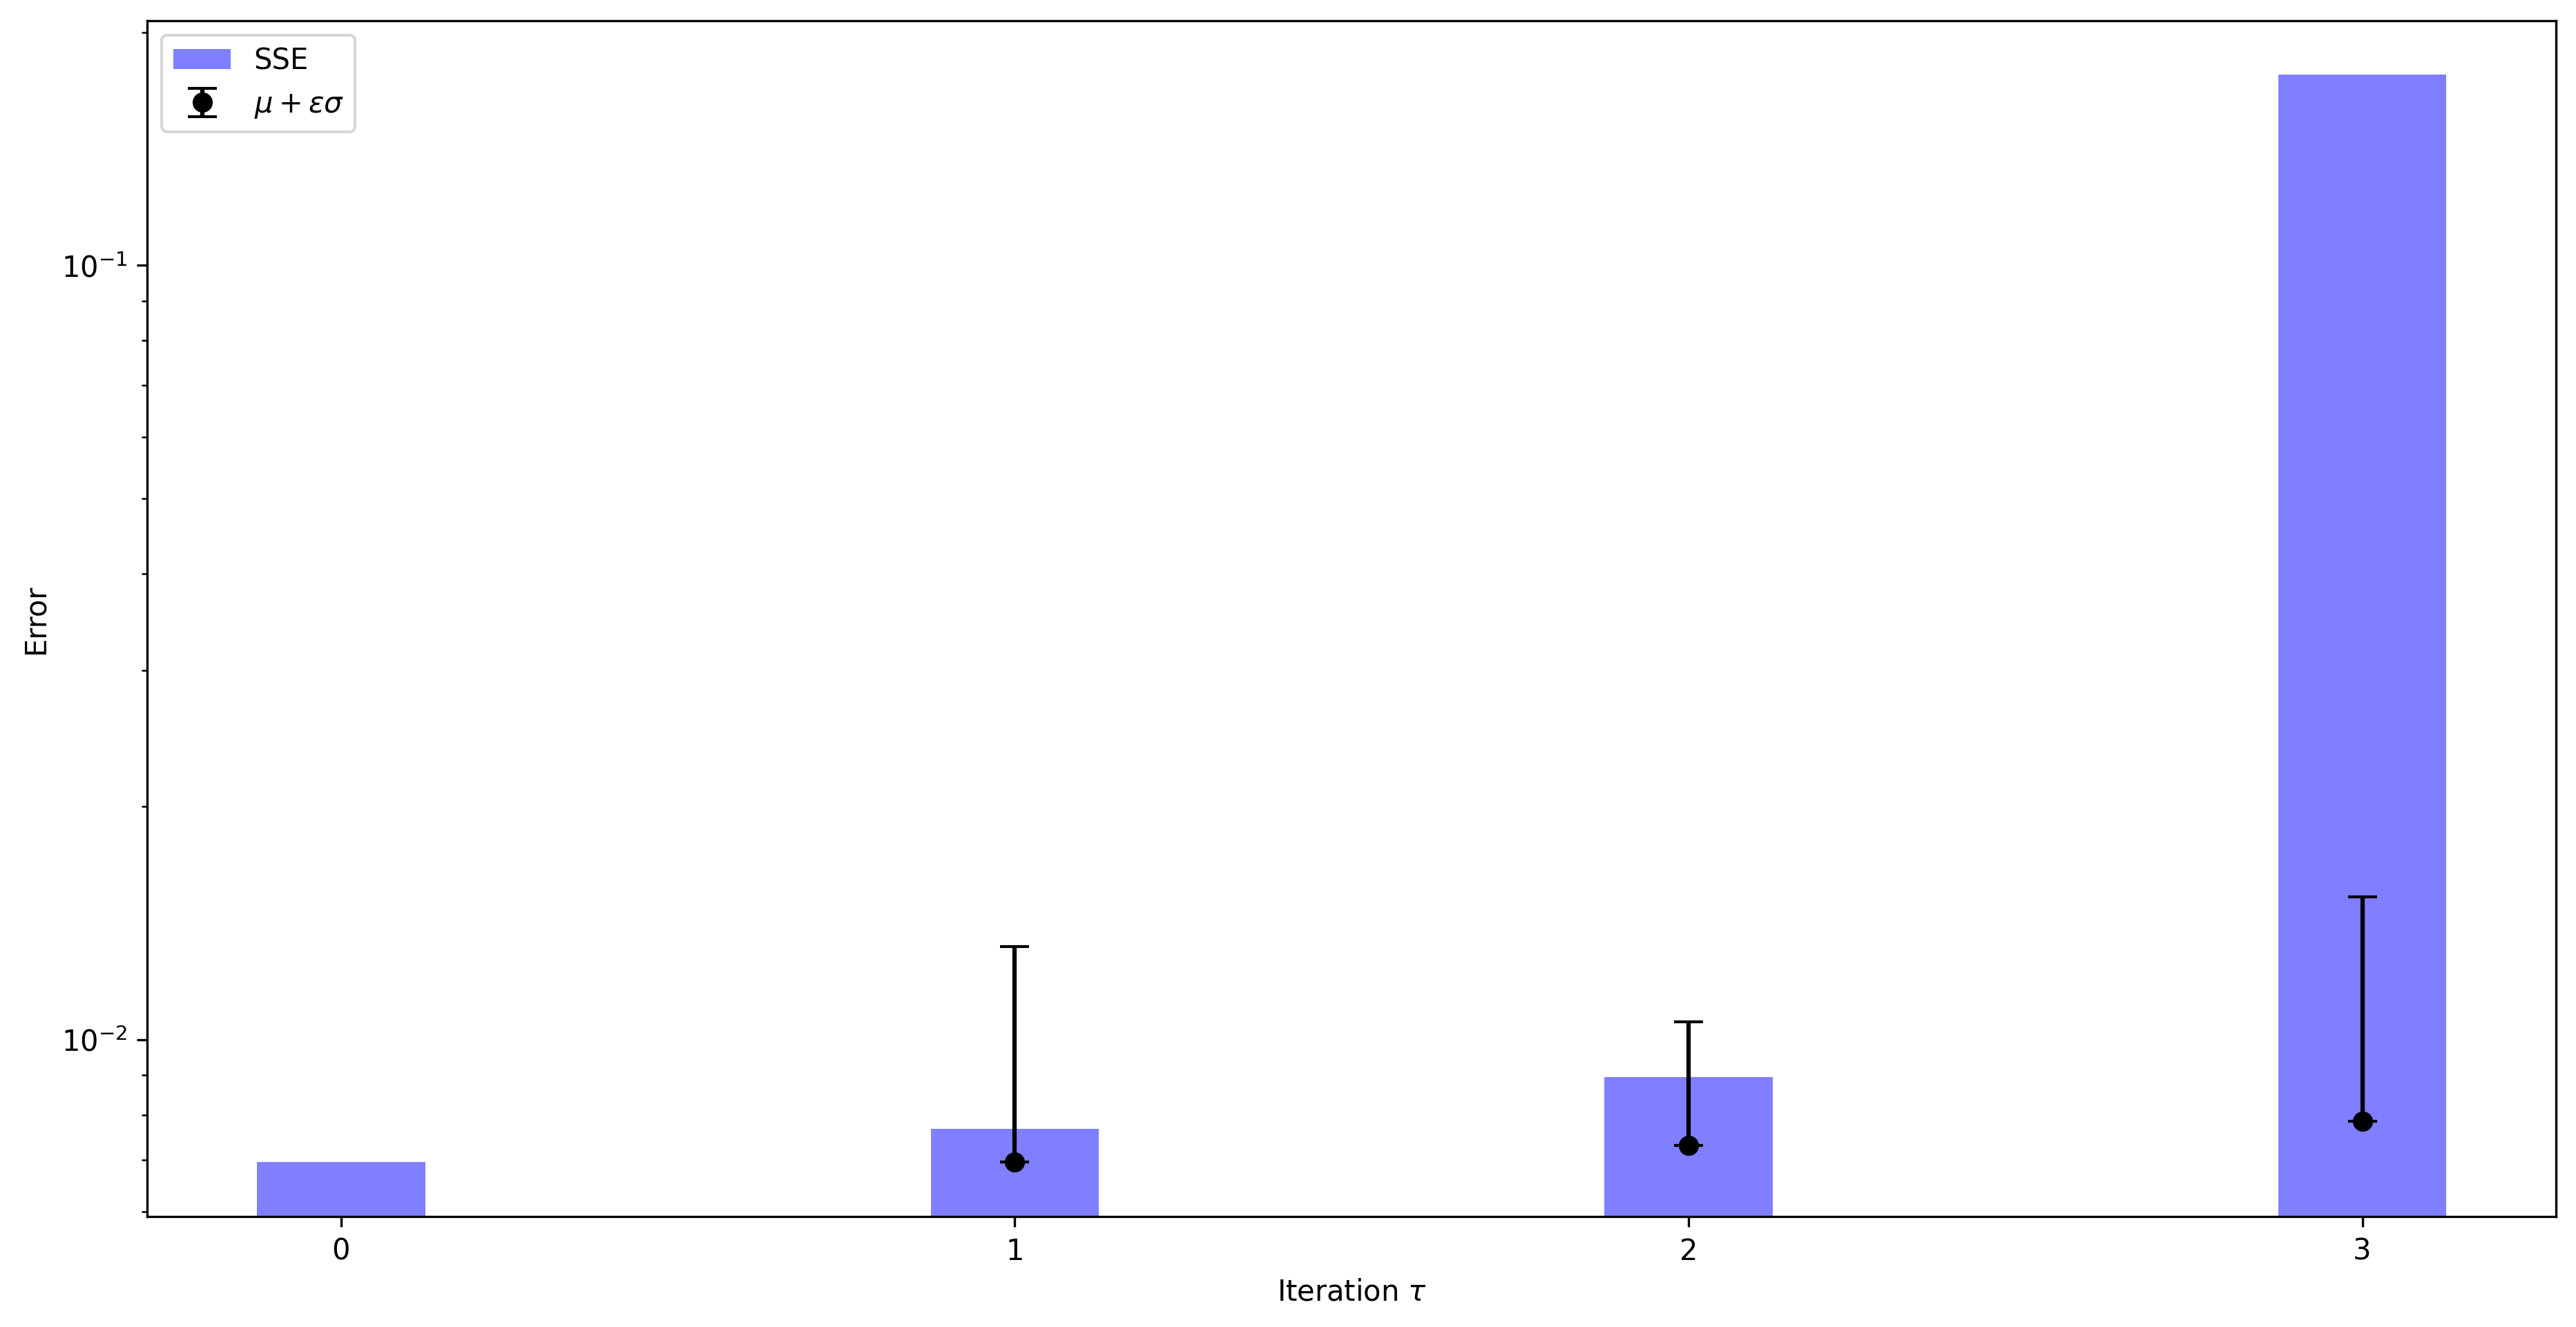 SSE
μ + εσ
Error
10⁻¹
10⁻²
0 1 2 3
Iteration τ